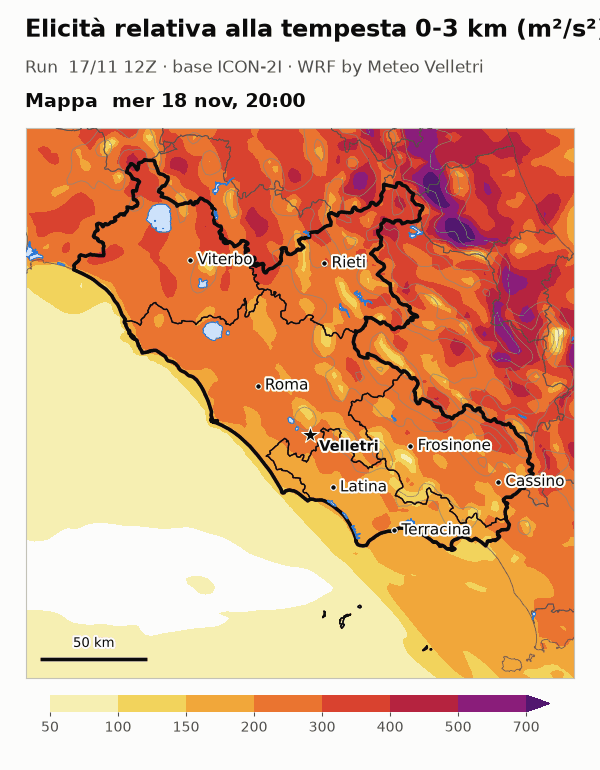 Elicità relativa alla tempesta 0-3 km (m²/s²)
Run 17/11 12Z · base ICON-2I · WRF by Meteo Velletri
Mappa mer 18 nov, 20:00
Viterbo
Rieti
Roma
Velletri
Frosinone
Latina
Cassino
Terracina
50 km
50 100 150 200 300 400 500 700